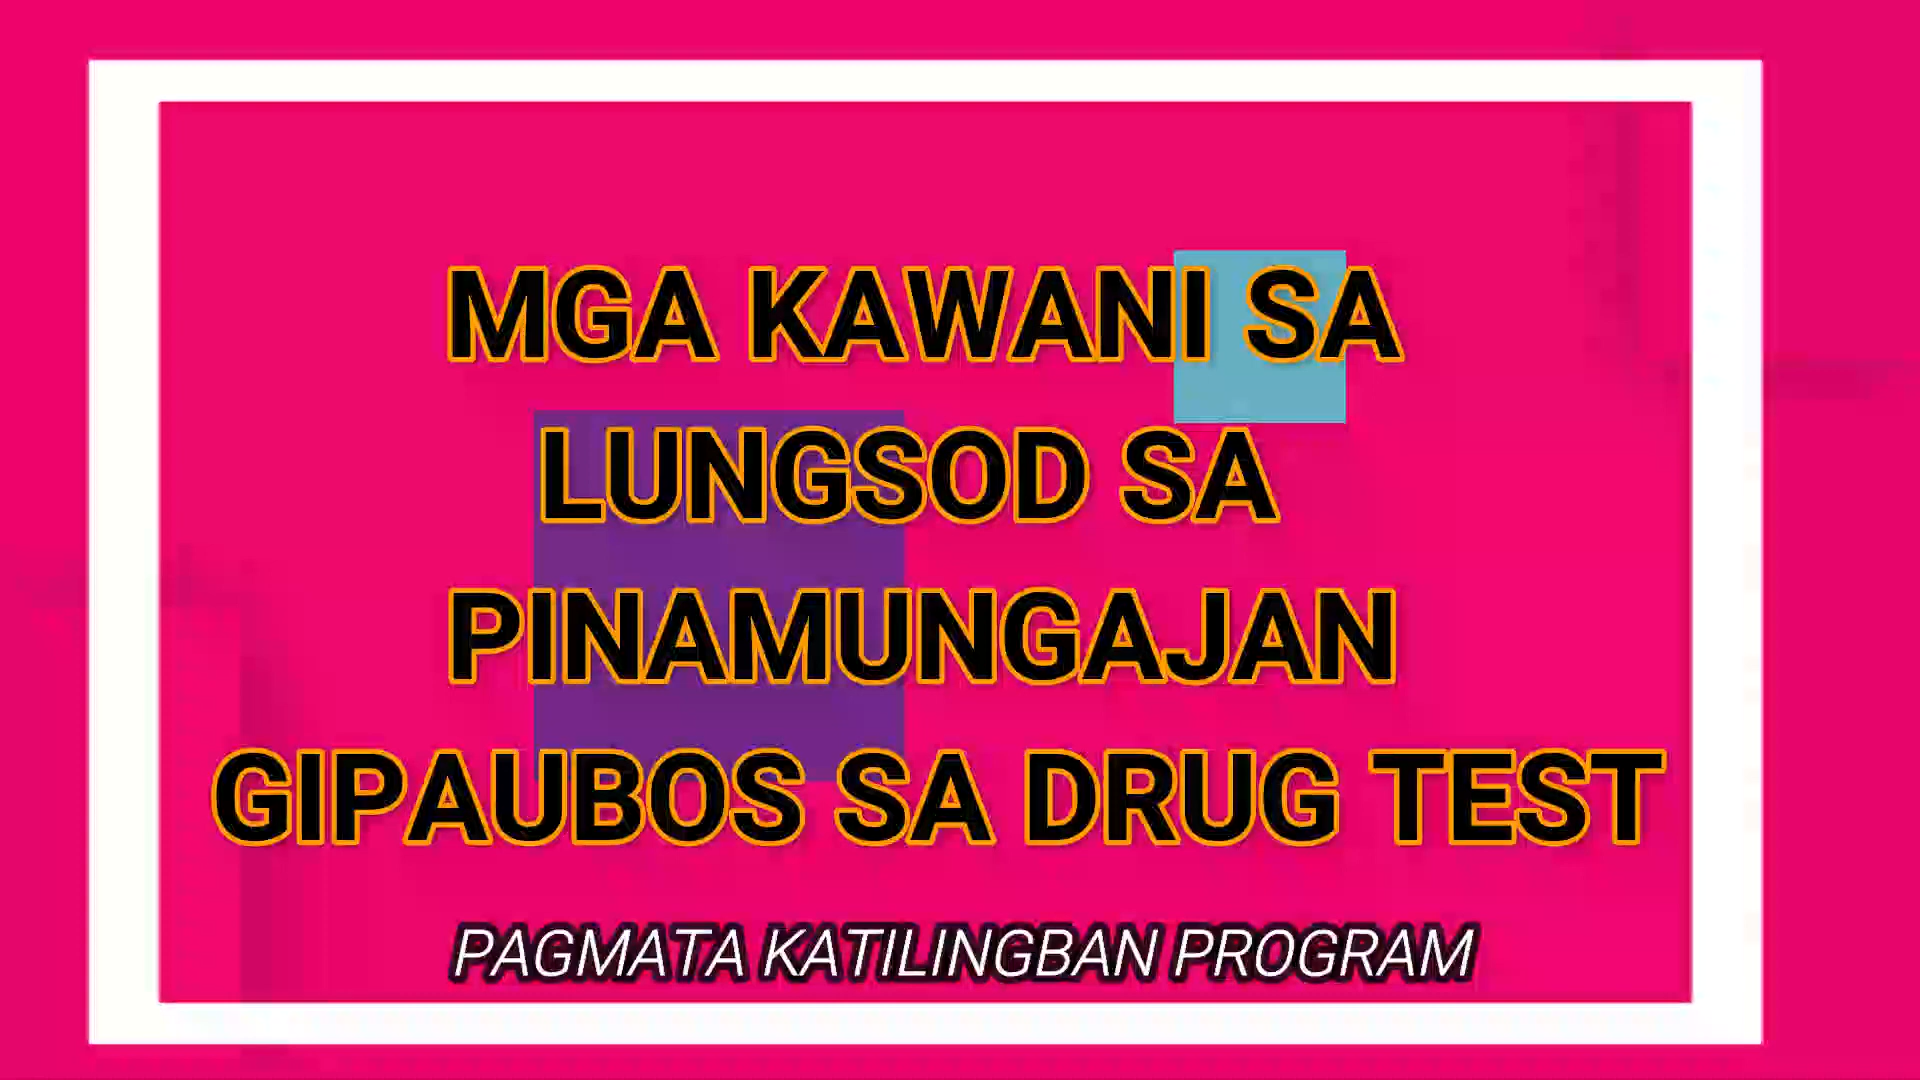 MGA KAWANI SA
LUNGSOD SA
PINAMUNGAJAN
GIPAUBOS SA DRUG TEST
PAGMATA KATILINGBAN PROGRAM